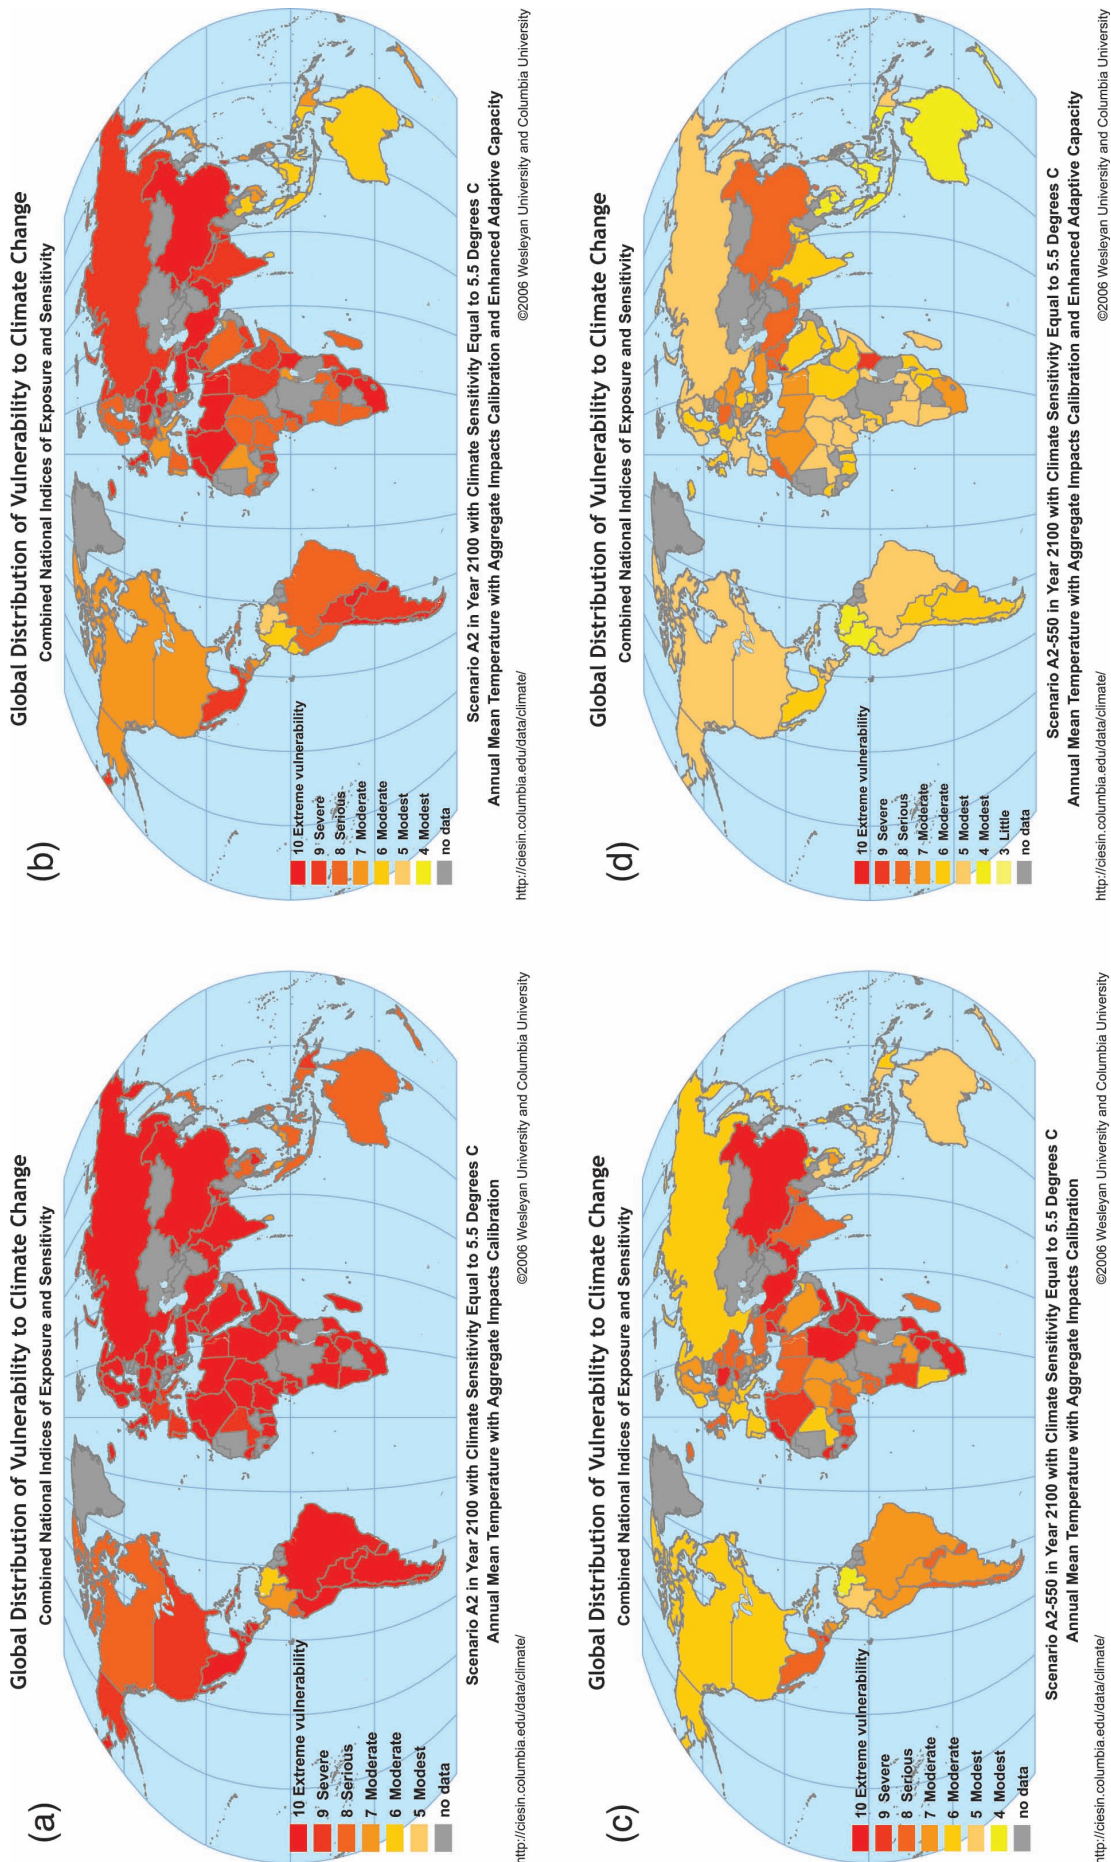 (a)
Global Distribution of Vulnerability to Climate Change
Combined National Indices of Exposure and Sensitivity
10 Extreme vulnerability
9 Severe
8 Serious
7 Moderate
6 Moderate
5 Modest
no data
Scenario A2 in Year 2100 with Climate Sensitivity Equal to 5.5 Degrees C
Annual Mean Temperature with Aggregate Impacts Calibration
http://ciesin.columbia.edu/data/climate/
©2006 Wesleyan University and Columbia University
(b)
Global Distribution of Vulnerability to Climate Change
Combined National Indices of Exposure and Sensitivity
10 Extreme vulnerability
9 Severe
8 Serious
7 Moderate
6 Moderate
5 Modest
4 Modest
no data
Scenario A2 in Year 2100 with Climate Sensitivity Equal to 5.5 Degrees C
Annual Mean Temperature with Aggregate Impacts Calibration and Enhanced Adaptive Capacity
http://ciesin.columbia.edu/data/climate/
©2006 Wesleyan University and Columbia University
(c)
Global Distribution of Vulnerability to Climate Change
Combined National Indices of Exposure and Sensitivity
10 Extreme vulnerability
9 Severe
8 Serious
7 Moderate
6 Moderate
5 Modest
4 Modest
no data
Scenario A2-550 in Year 2100 with Climate Sensitivity Equal to 5.5 Degrees C
Annual Mean Temperature with Aggregate Impacts Calibration
http://ciesin.columbia.edu/data/climate/
©2006 Wesleyan University and Columbia University
(d)
Global Distribution of Vulnerability to Climate Change
Combined National Indices of Exposure and Sensitivity
10 Extreme vulnerability
9 Severe
8 Serious
7 Moderate
6 Moderate
5 Modest
4 Modest
3 Little
no data
Scenario A2-550 in Year 2100 with Climate Sensitivity Equal to 5.5 Degrees C
Annual Mean Temperature with Aggregate Impacts Calibration and Enhanced Adaptive Capacity
http://ciesin.columbia.edu/data/climate/
©2006 Wesleyan University and Columbia University